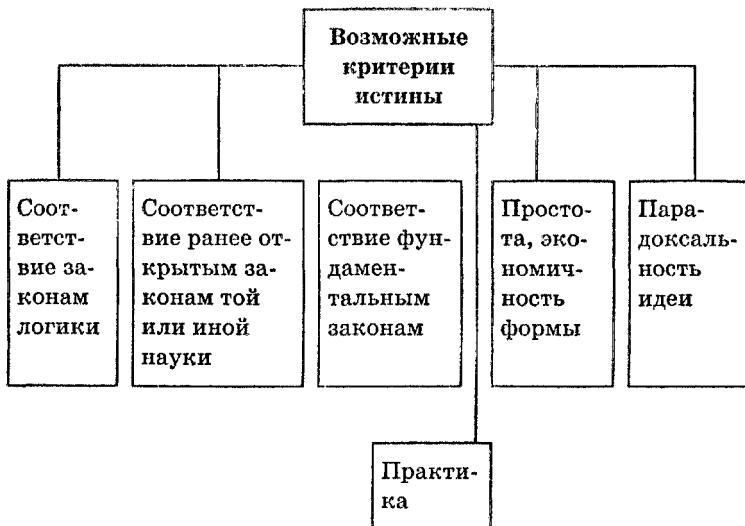 Возможные
критерии
истины
Соот-
ветст-
вие за-
конам
логики
Соответст-
вие ранее от-
крытым за-
конам той
или иной
науки
Соответ-
ствие фун-
дамен-
тальным
законам
Просто-
та, эко-
номич-
ность
формы
Пара-
доксаль-
ность
идеи
Практи-
ка